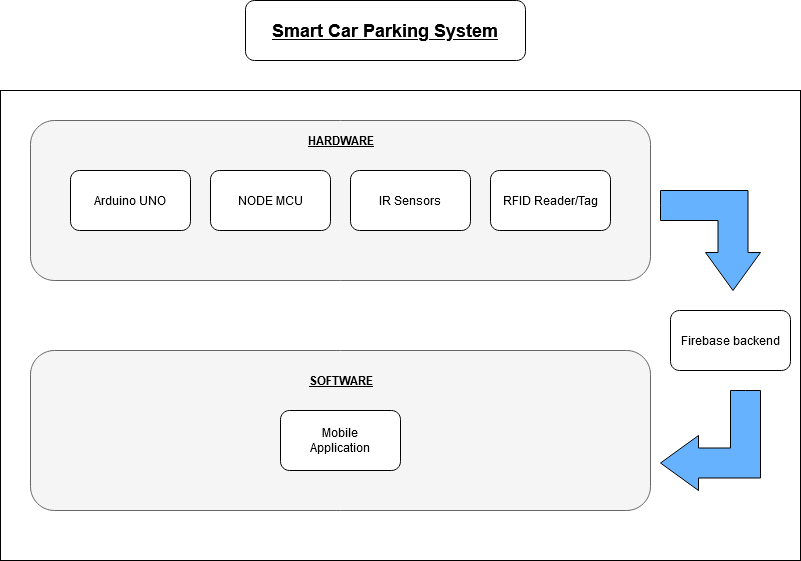 Smart Car Parking System
HARDWARE
Arduino UNO
NODE MCU
IR Sensors
RFID Reader/Tag
Firebase backend
SOFTWARE
Mobile
Application